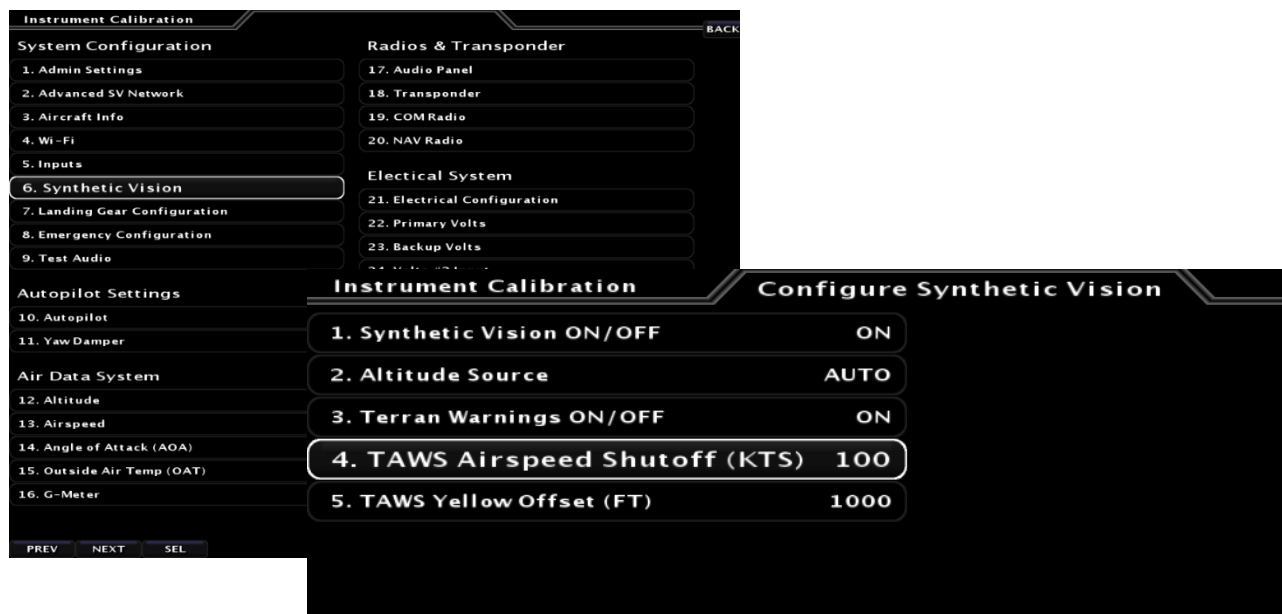 Instrument Calibration
BACK
System Configuration
1. Admin Settings
2. Advanced SV Network
3. Aircraft Info
4. Wi-Fi
5. Inputs
6. Synthetic Vision
7. Landing Gear Configuration
8. Emergency Configuration
9. Test Audio
Autopilot Settings
10. Autopilot
11. Yaw Damper
Air Data System
12. Altitude
13. Airspeed
14. Angle of Attack (AOA)
15. Outside Air Temp (OAT)
16. G-Meter
PREV NEXT SEL
Radios & Transponder
17. Audio Panel
18. Transponder
19. COM Radio
20. NAV Radio
Electical System
21. Electrical Configuration
22. Primary Volts
23. Backup Volts
Instrument Calibration Configure Synthetic Vision
1. Synthetic Vision ON/OFF ON
2. Altitude Source AUTO
3. Terran Warnings ON/OFF ON
4. TAWS Airspeed Shutoff (KTS) 100
5. TAWS Yellow Offset (FT) 1000